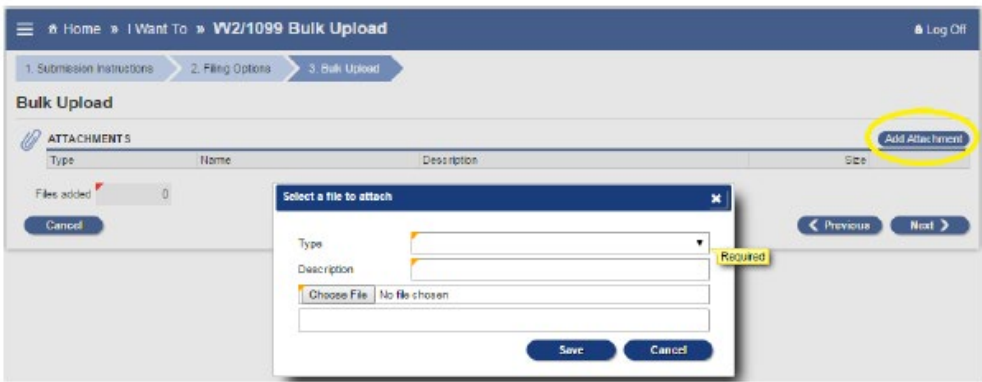 Home » I Want To » W2/1099 Bulk Upload Log Off
1. Submission Instructions 2. Filing Options 3. Bulk Upload
Bulk Upload
ATTACHMENTS Add Attachment
Type Name Description Size
Files added 0
Cancel Previous Next
Select a file to attach
Type Required
Description
Choose File No file chosen
Save Cancel